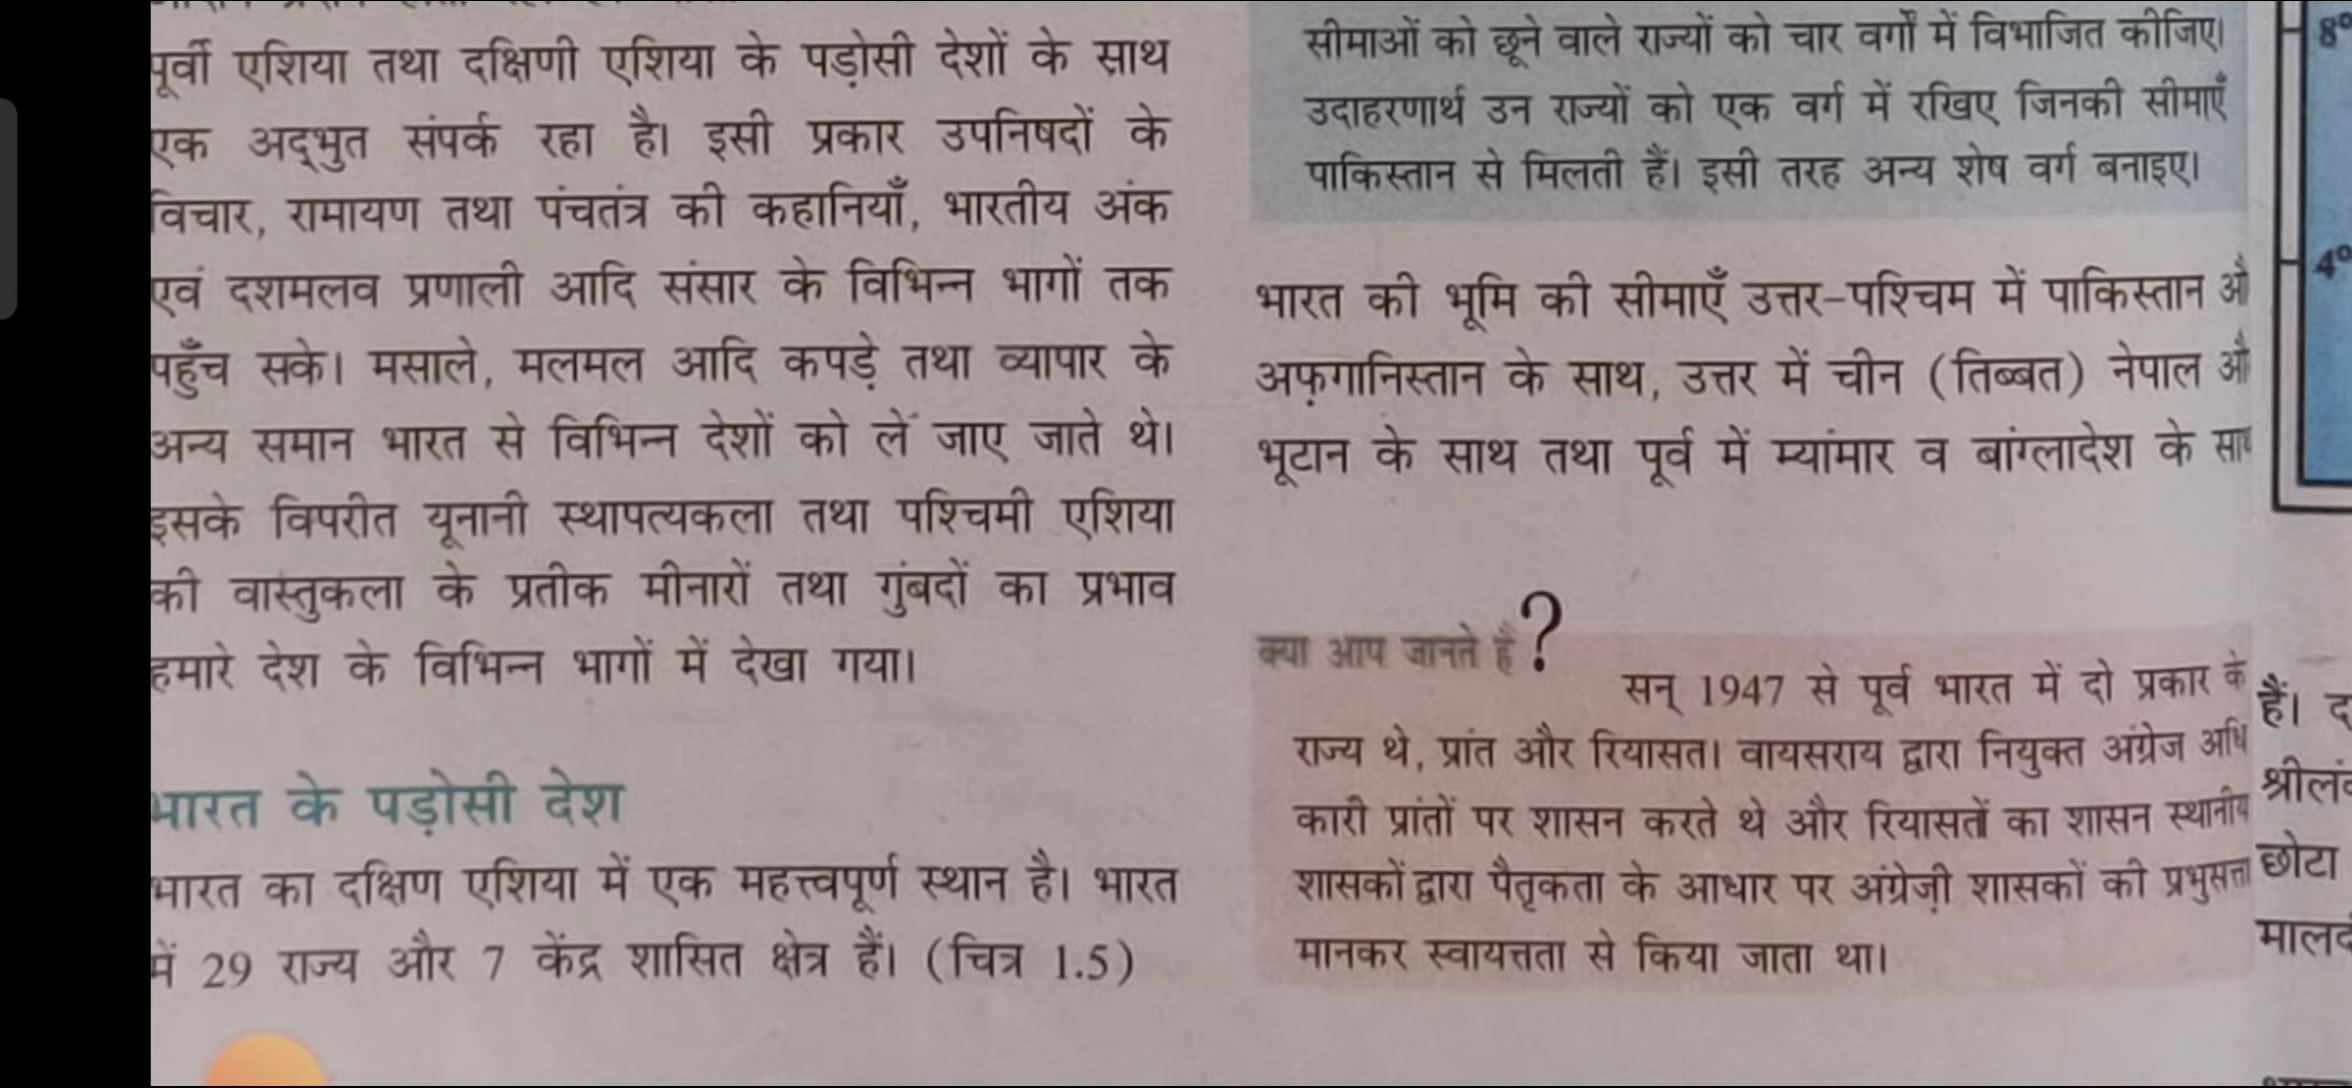 पूर्वी एशिया तथा दक्षिणी एशिया के पड़ोसी देशों के साथ
एक अद्भुत संपर्क रहा है। इसी प्रकार उपनिषदों के
विचार, रामायण तथा पंचतंत्र की कहानियाँ, भारतीय अंक
एवं दशमलव प्रणाली आदि संसार के विभिन्न भागों तक
पहुँच सके। मसाले, मलमल आदि कपड़े तथा व्यापार के
अन्य समान भारत से विभिन्न देशों को लें जाए जाते थे।
इसके विपरीत यूनानी स्थापत्यकला तथा पश्चिमी एशिया
की वास्तुकला के प्रतीक मीनारों तथा गुंबदों का प्रभाव
हमारे देश के विभिन्न भागों में देखा गया।
भारत के पड़ोसी देश
भारत का दक्षिण एशिया में एक महत्त्वपूर्ण स्थान है। भारत
में 29 राज्य और 7 केंद्र शासित क्षेत्र हैं। (चित्र 1.5)
सीमाओं को छूने वाले राज्यों को चार वर्गों में विभाजित कीजिए।
उदाहरणार्थ उन राज्यों को एक वर्ग में रखिए जिनकी सीमाएँ
पाकिस्तान से मिलती हैं। इसी तरह अन्य शेष वर्ग बनाइए।
भारत की भूमि की सीमाएँ उत्तर-पश्चिम में पाकिस्तान औ
अफ़गानिस्तान के साथ, उत्तर में चीन (तिब्बत) नेपाल औ
भूटान के साथ तथा पूर्व में म्यांमार व बांग्लादेश के साथ
क्या आप जानते हैं?
सन् 1947 से पूर्व भारत में दो प्रकार के
राज्य थे, प्रांत और रियासत। वायसराय द्वारा नियुक्त अंग्रेज अधि
कारी प्रांतों पर शासन करते थे और रियासतों का शासन स्थानीय
शासकों द्वारा पैतृकता के आधार पर अंग्रेज़ी शासकों की प्रभुसत्ता
मानकर स्वायत्तता से किया जाता था।
8°
4°
हैं। द
श्रीलं
छोटा
मालद